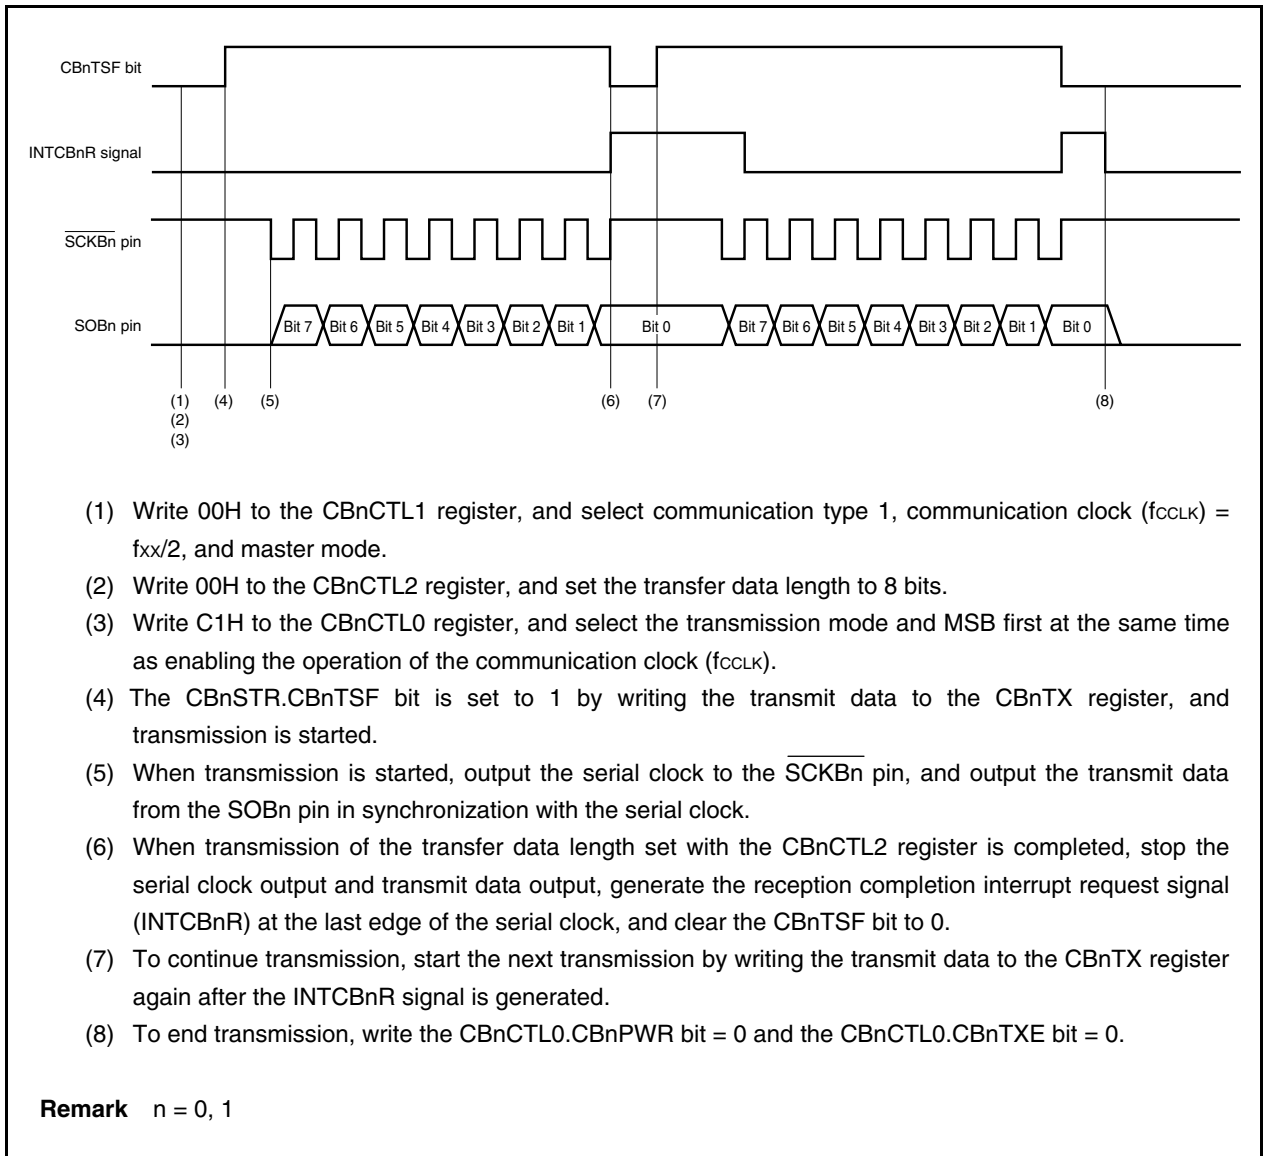 CBnTSF bit
INTCBnR signal
SCKBn pin
SOBn pin
Bit 7 Bit 6 Bit 5 Bit 4 Bit 3 Bit 2 Bit 1 Bit 0 Bit 7 Bit 6 Bit 5 Bit 4 Bit 3 Bit 2 Bit 1 Bit 0
(1) (4) (5) (6) (7) (8)
(2)
(3)
(1) Write 00H to the CBnCTL1 register, and select communication type 1, communication clock (fCCLK) =
fxx/2, and master mode.
(2) Write 00H to the CBnCTL2 register, and set the transfer data length to 8 bits.
(3) Write C1H to the CBnCTL0 register, and select the transmission mode and MSB first at the same time
as enabling the operation of the communication clock (fCCLK).
(4) The CBnSTR.CBnTSF bit is set to 1 by writing the transmit data to the CBnTX register, and
transmission is started.
(5) When transmission is started, output the serial clock to the SCKBn pin, and output the transmit data
from the SOBn pin in synchronization with the serial clock.
(6) When transmission of the transfer data length set with the CBnCTL2 register is completed, stop the
serial clock output and transmit data output, generate the reception completion interrupt request signal
(INTCBnR) at the last edge of the serial clock, and clear the CBnTSF bit to 0.
(7) To continue transmission, start the next transmission by writing the transmit data to the CBnTX register
again after the INTCBnR signal is generated.
(8) To end transmission, write the CBnCTL0.CBnPWR bit = 0 and the CBnCTL0.CBnTXE bit = 0.
Remark n = 0, 1